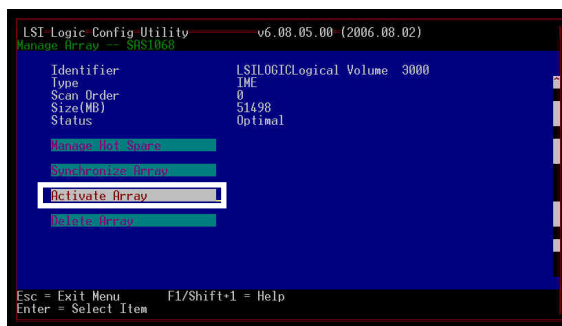 LSI Logic Config Utility v6.08.05.00 (2006.08.02)
Manage Array -- SAS1068
Identifier LSILOGICLogical Volume 3000
Type IME
Scan Order 0
Size(MB) 51498
Status Optimal
Manage Hot Spare
Synchronize Array
Activate Array
Delete Array
Esc = Exit Menu F1/Shift+1 = Help
Enter = Select Item